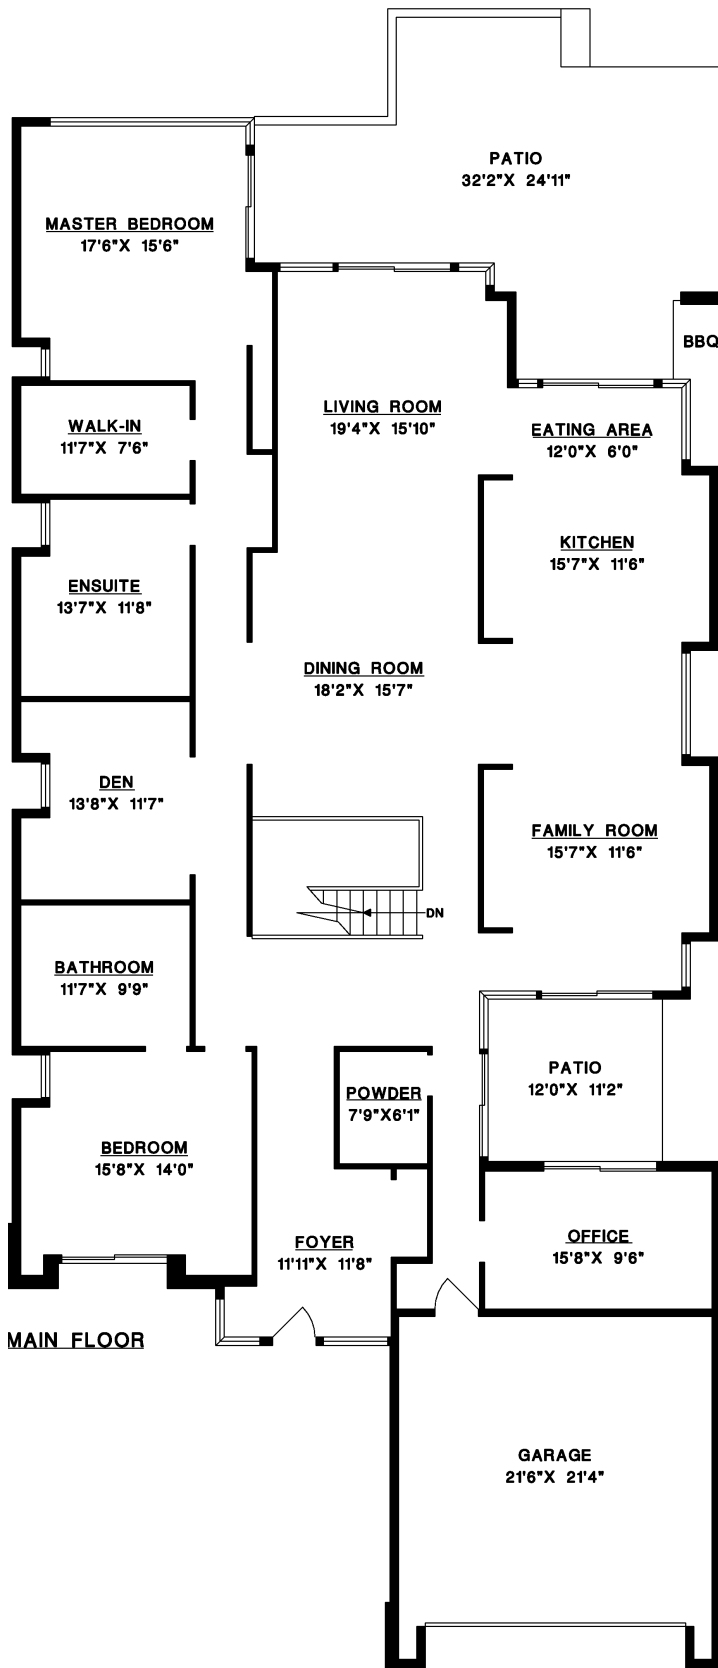 PATIO
32'2"X 24'11"
MASTER BEDROOM
17'6"X 15'6"
BBQ
LIVING ROOM
19'4"X 15'10"
WALK-IN
11'7"X 7'6"
EATING AREA
12'0"X 6'0"
KITCHEN
15'7"X 11'6"
ENSUITE
13'7"X 11'8"
DINING ROOM
18'2"X 15'7"
DEN
13'8"X 11'7"
FAMILY ROOM
15'7"X 11'6"
DN
BATHROOM
11'7"X 9'9"
PATIO
12'0"X 11'2"
POWDER
7'9"X6'1"
BEDROOM
15'8"X 14'0"
FOYER
11'11"X 11'8"
OFFICE
15'8"X 9'6"
MAIN FLOOR
GARAGE
21'6"X 21'4"